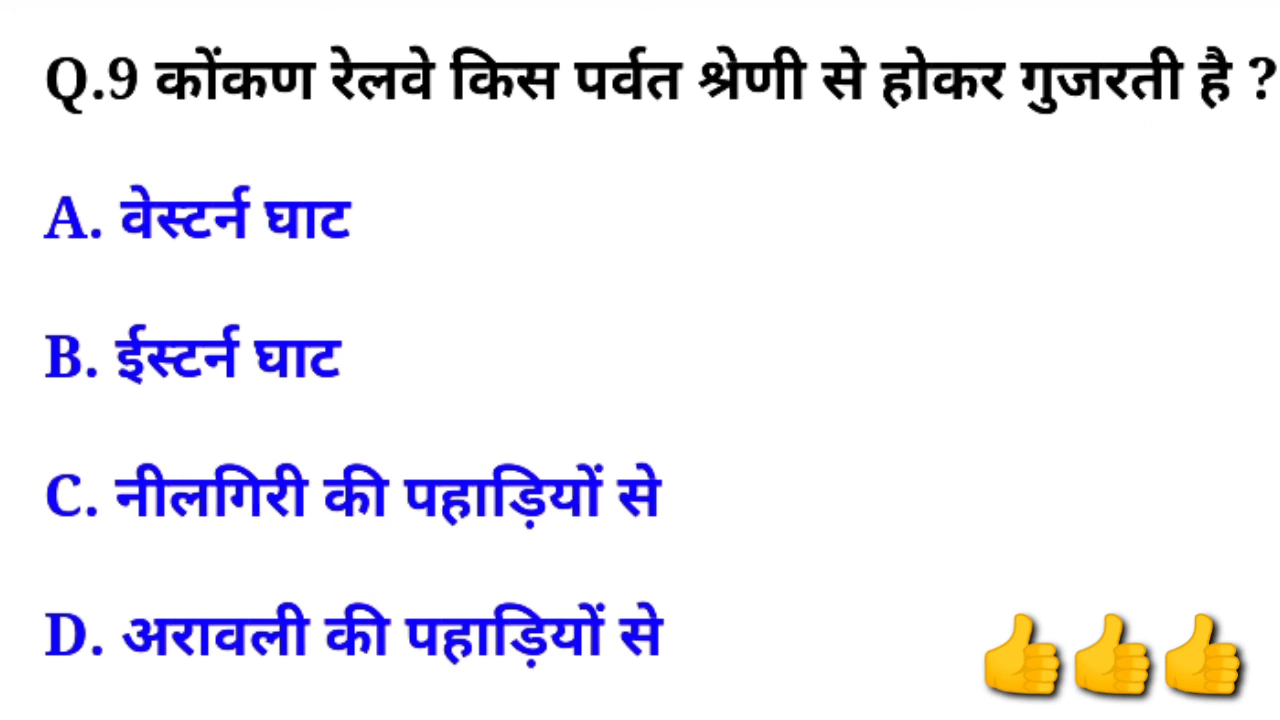 Q.9 कोंकण रेलवे किस पर्वत श्रेणी से होकर गुजरती है ?
A. वेस्टर्न घाट
B. ईस्टर्न घाट
C. नीलगिरी की पहाड़ियों से
D. अरावली की पहाड़ियों से